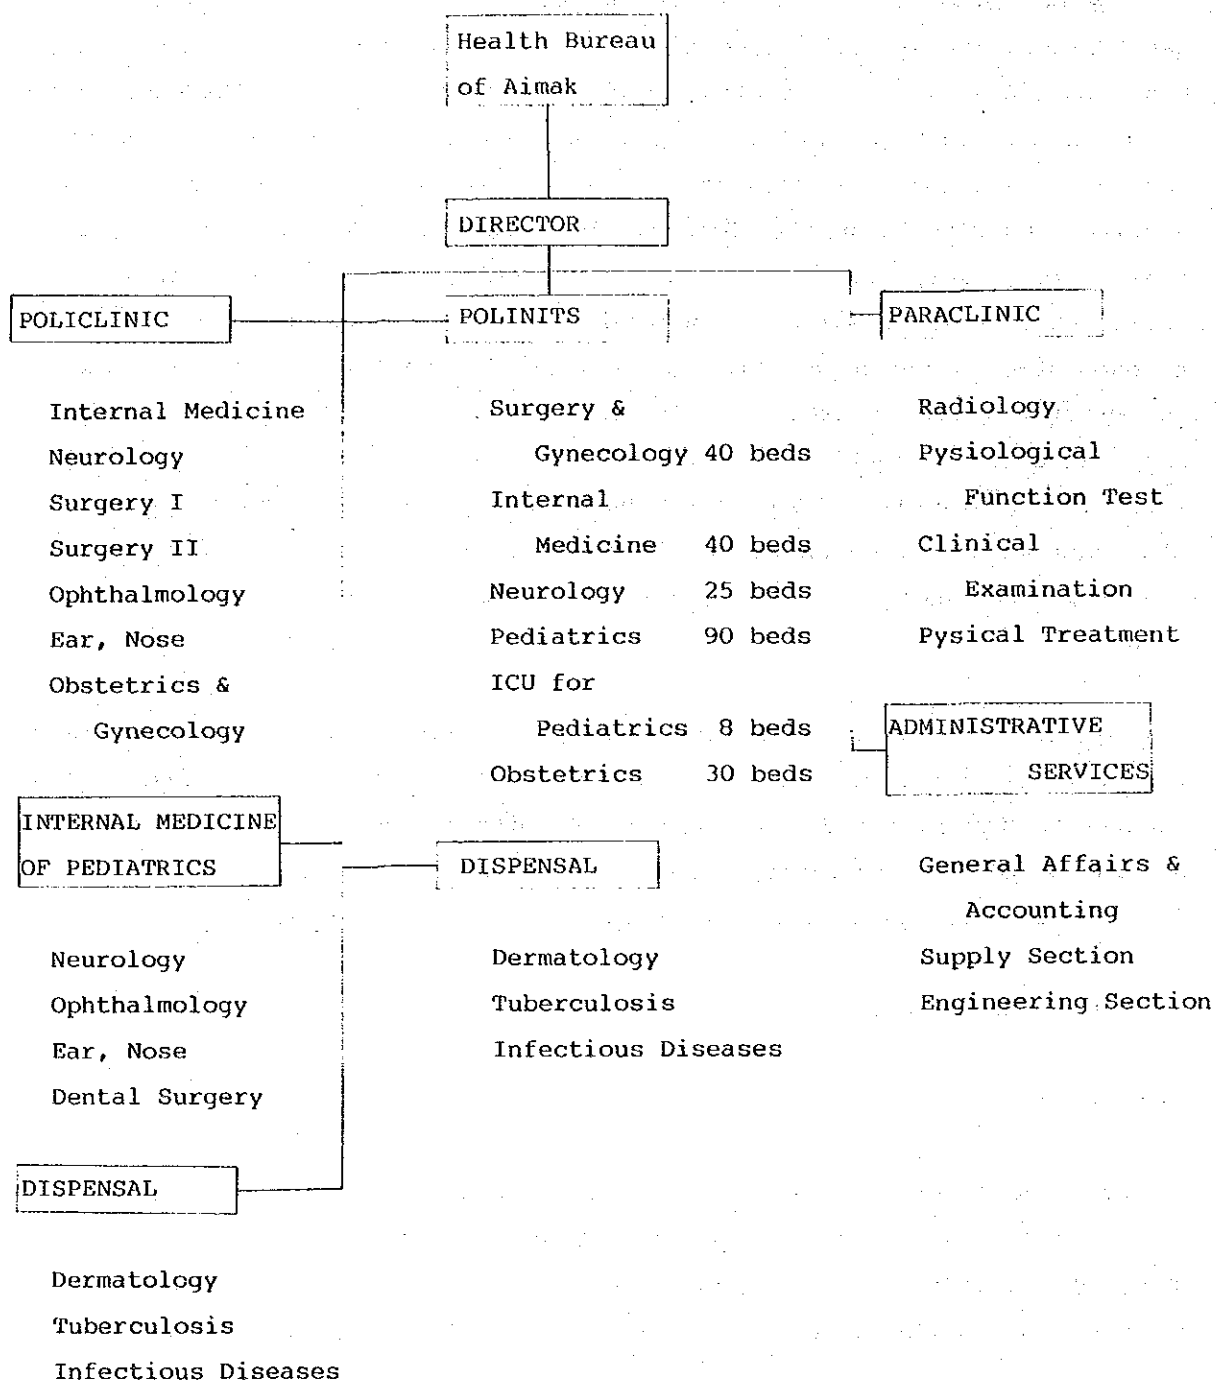 Health Bureau
of Aimak
DIRECTOR
POLICLINIC
Internal Medicine
Neurology
Surgery I
Surgery II
Ophthalmology
Ear, Nose
Obstetrics &
Gynecology
INTERNAL MEDICINE
OF PEDIATRICS
Neurology
Ophthalmology
Ear, Nose
Dental Surgery
DISPENSAL
Dermatology
Tuberculosis
Infectious Diseases
POLINITS
Surgery &
Gynecology 40 beds
Internal
Medicine 40 beds
Neurology 25 beds
Pediatrics 90 beds
ICU for
Pediatrics 8 beds
Obstetrics 30 beds
DISPENSAL
Dermatology
Tuberculosis
Infectious Diseases
PARACLINIC
Radiology
Pysiological
Function Test
Clinical
Examination
Pysical Treatment
ADMINISTRATIVE
SERVICES
General Affairs &
Accounting
Supply Section
Engineering Section